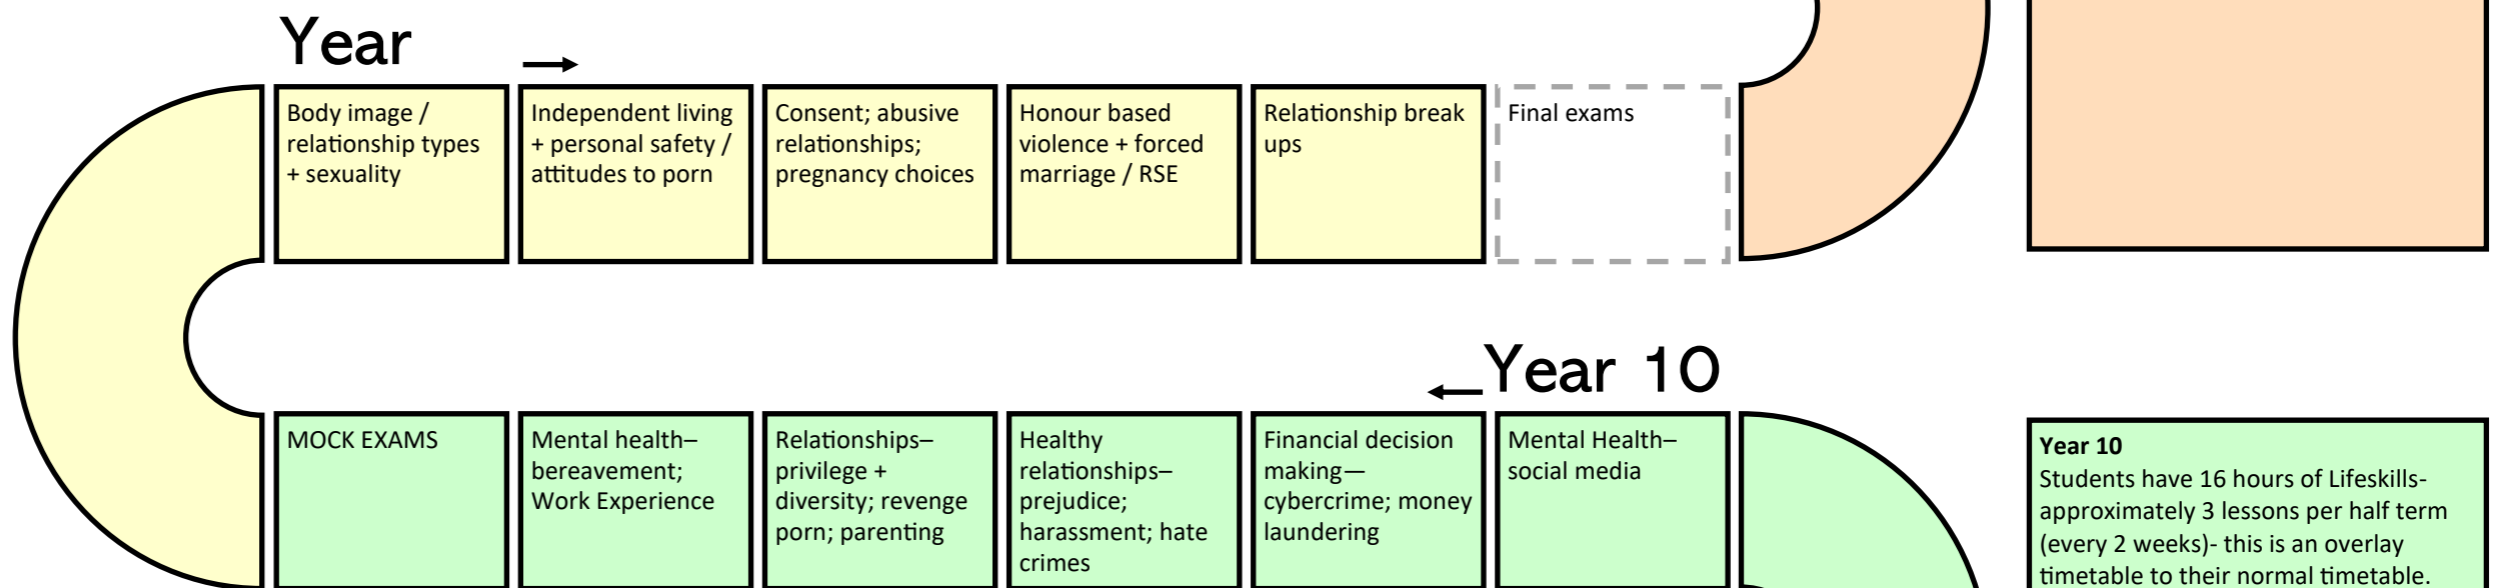 Year
Body image /
relationship types
+ sexuality
Independent living
+ personal safety /
attitudes to porn
Consent; abusive
relationships;
pregnancy choices
Honour based
violence + forced
marriage / RSE
Relationship break
ups
Final exams
Year 10
MOCK EXAMS
Mental health–
bereavement;
Work Experience
Relationships–
privilege +
diversity; revenge
porn; parenting
Healthy
relationships–
prejudice;
harassment; hate
crimes
Financial decision
making—
cybercrime; money
laundering
Mental Health–
social media
Year 10
Students have 16 hours of Lifeskills-
approximately 3 lessons per half term
(every 2 weeks)- this is an overlay
timetable to their normal timetable.